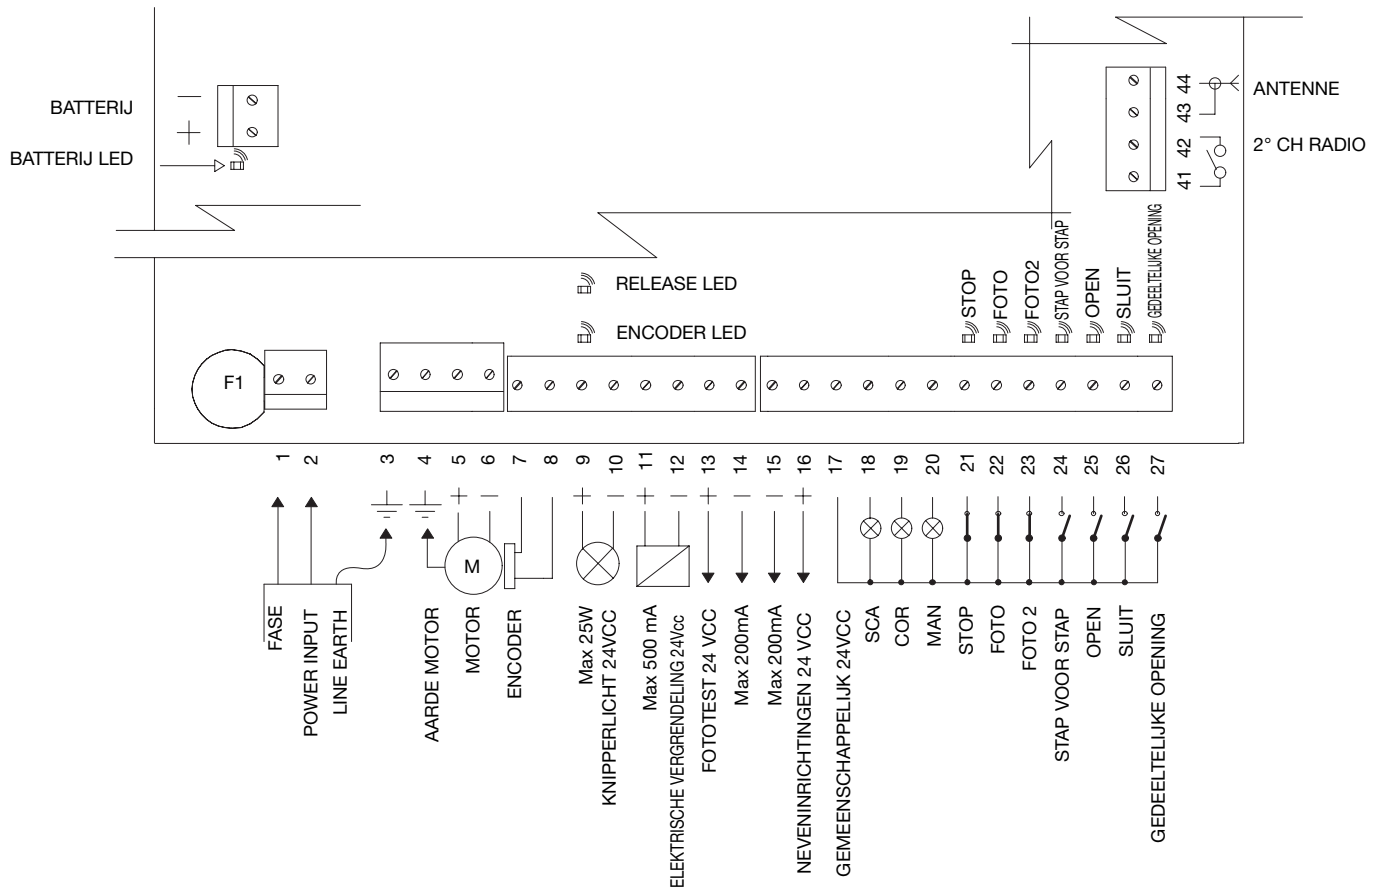 BATTERIJ
BATTERIJ LED
—
+
44
43
42
41
ANTENNE
2° CH RADIO
RELEASE LED
ENCODER LED
STOP
FOTO
FOTO2
STAP VOOR STAP
OPEN
SLUIT
GEDEELTELIJKE OPENING
F1
1
2
3
4
5
6
7
8
9
10
11
12
13
14
15
16
17
18
19
20
21
22
23
24
25
26
27
+ — + — + — + — — +
M
FASE
POWER INPUT
LINE EARTH
AARDE MOTOR
MOTOR
ENCODER
Max 25W
KNIPPERLICHT 24VCC
Max 500 mA
ELEKTRISCHE VERGRENDELING 24Vcc
FOTOTEST 24 VCC
Max 200mA
Max 200mA
NEVENINRICHTINGEN 24 VCC
GEMEENSCHAPPELIJK 24VCC
SCA
COR
MAN
STOP
FOTO
FOTO 2
STAP VOOR STAP
OPEN
SLUIT
GEDEELTELIJKE OPENING